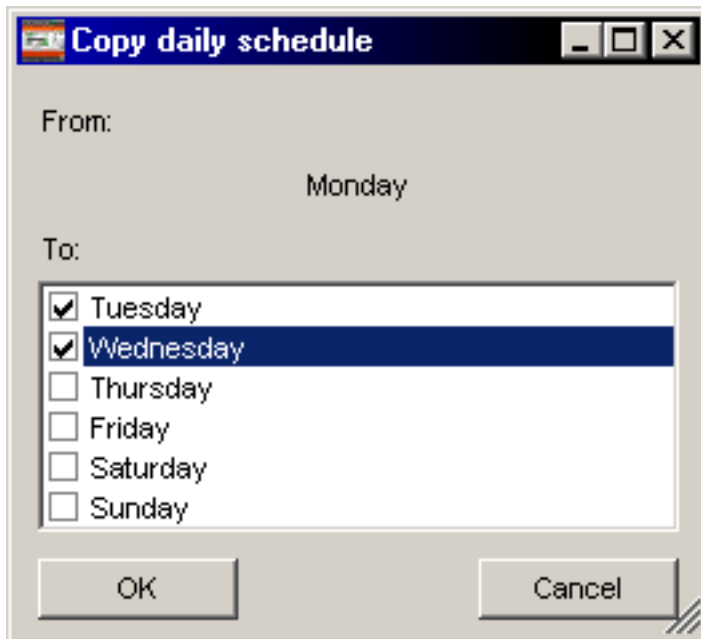 Copy daily schedule
From:
Monday
To:
Tuesday
Wednesday
Thursday
Friday
Saturday
Sunday
OK
Cancel